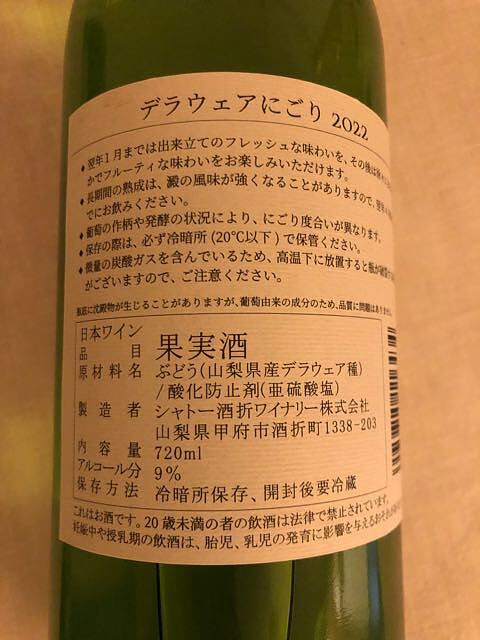 デラウェアにごり 2022
◆翌年1月までは出来立てのフレッシュな味わいを、その後は
かでフルーティな味わいをお楽しみいただけます。
◆長期間の熟成は、澱の風味が強くなることがありますので、翌年
でにお飲みください。
◆葡萄の作柄や発酵の状況により、にごり度合いが異なります。
◆保存の際は、必ず冷暗所(20℃以下)で保管ください。
◆微量の炭酸ガスを含んでいるため、高温下に放置すると瓶が破裂
がございますので、ご注意ください。
瓶底に沈殿物が生じることがありますが、葡萄由来の成分のため、品質に問題はありません。
日本ワイン
品目 果実酒
原材料名 ぶどう(山梨県産デラウェア種)
/酸化防止剤(亜硫酸塩)
製造者 シャトー酒折ワイナリー株式会社
山梨県甲府市酒折町1338-203
内容量 720ml
アルコール分 9%
保存方法 冷暗所保存、開封後要冷蔵
これはお酒です。20歳未満の者の飲酒は法律で禁止されています。
妊娠中や授乳期の飲酒は、胎児、乳児の発育に影響を与えるおそれ